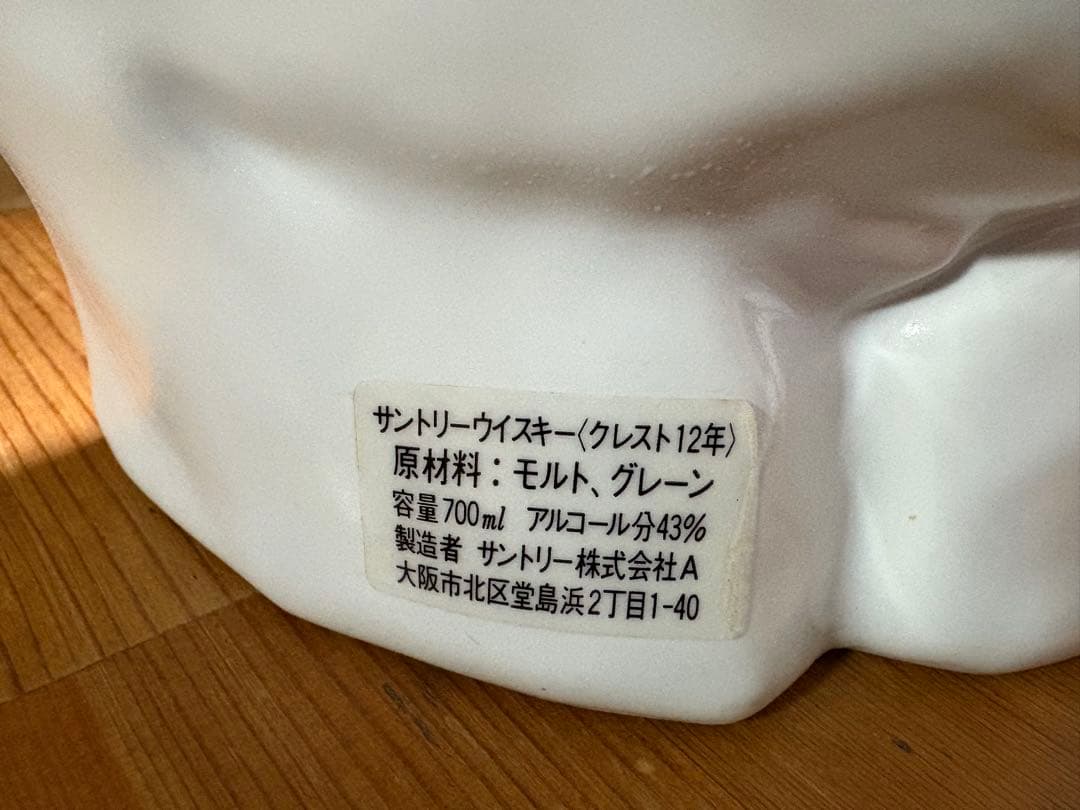 サントリーウイスキー〈クレスト12年〉
原材料：モルト、グレーン
容量700ml アルコール分43%
製造者 サントリー株式会社A
大阪市北区堂島浜2丁目1-40